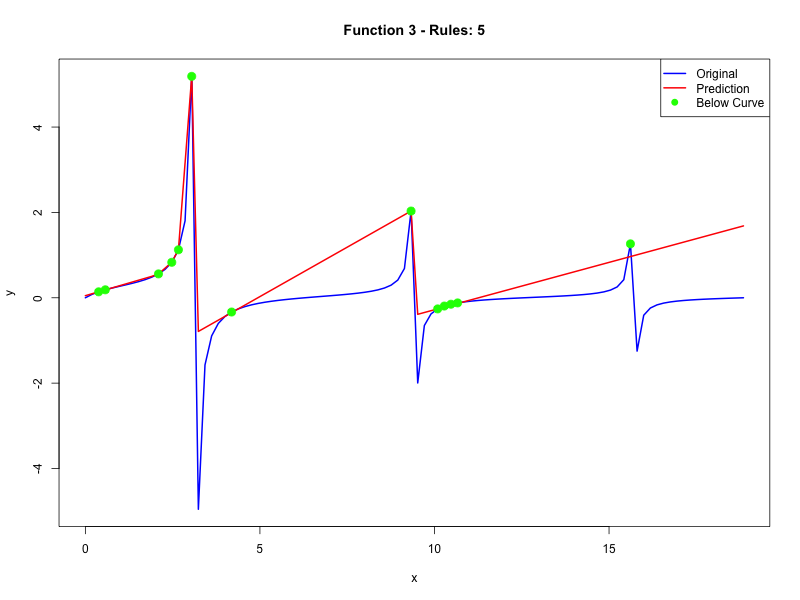 Function 3 - Rules: 5
Original
Prediction
Below Curve
y
4
2
0
-2
-4
0 5 10 15
x